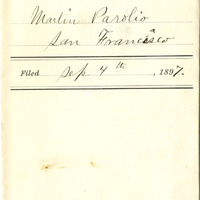 Martin Parolio
San Francisco
Filed Sep 4th, 1897.